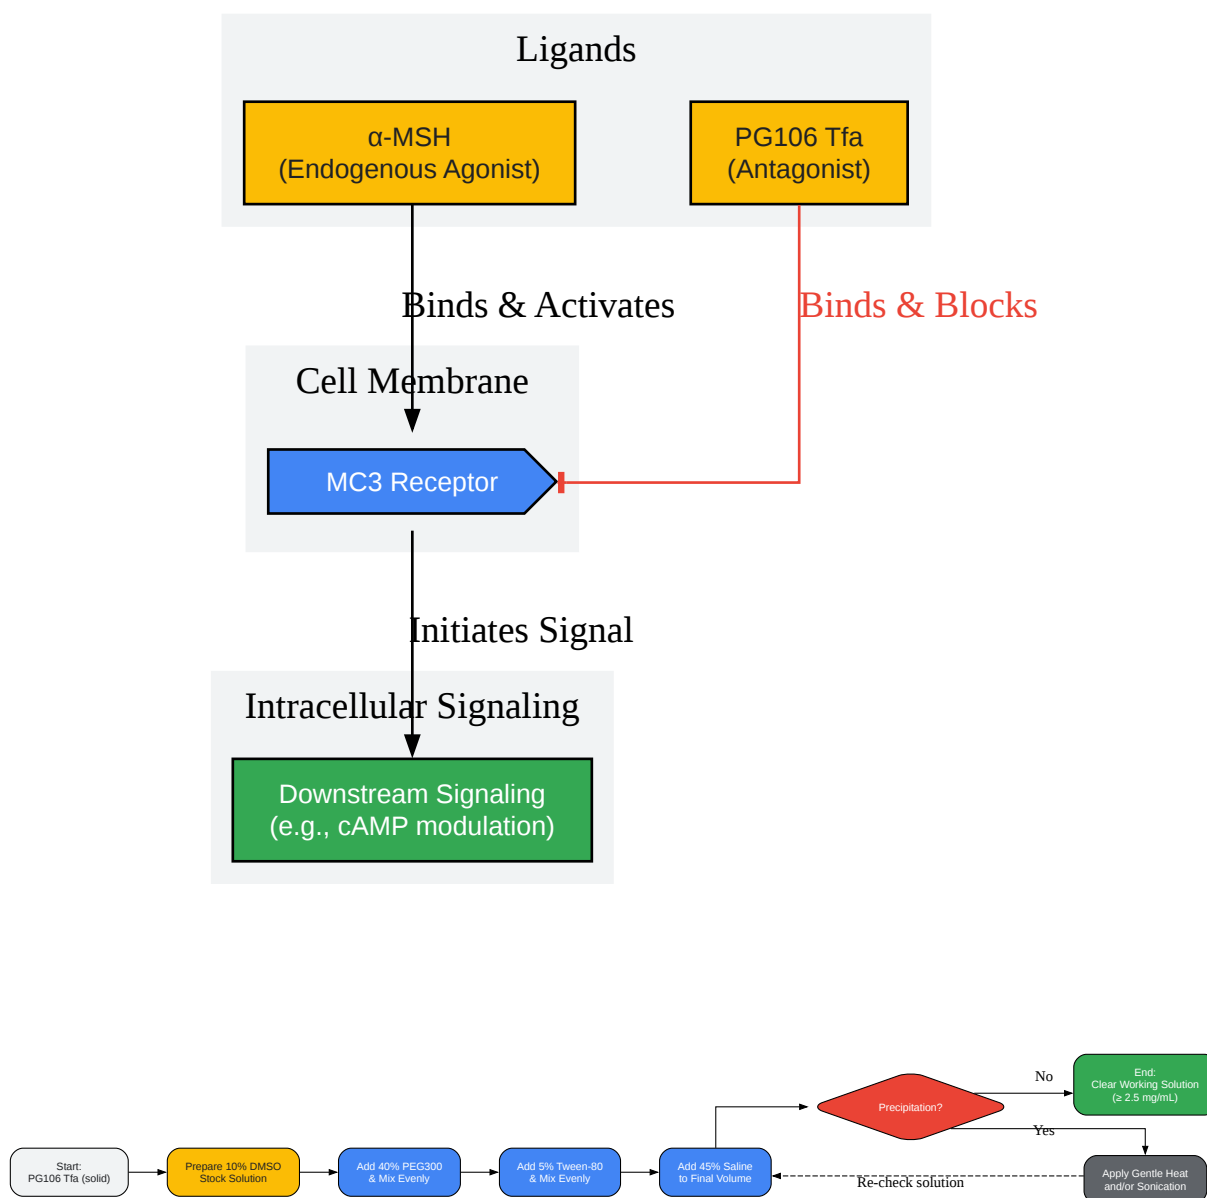 Ligands
α-MSH
(Endogenous Agonist)
PG106 Tfa
(Antagonist)
Binds & Activates
Binds & Blocks
Cell Membrane
MC3 Receptor
Initiates Signal
Intracellular Signaling
Downstream Signaling
(e.g., cAMP modulation)
Start:
PG106 Tfa (solid)
Prepare 10% DMSO
Stock Solution
Add 40% PEG300
& Mix Evenly
Add 5% Tween-80
& Mix Evenly
Add 45% Saline
to Final Volume
Precipitation?
No
End:
Clear Working Solution
(≥ 2.5 mg/mL)
Yes
Apply Gentle Heat
and/or Sonication
Re-check solution